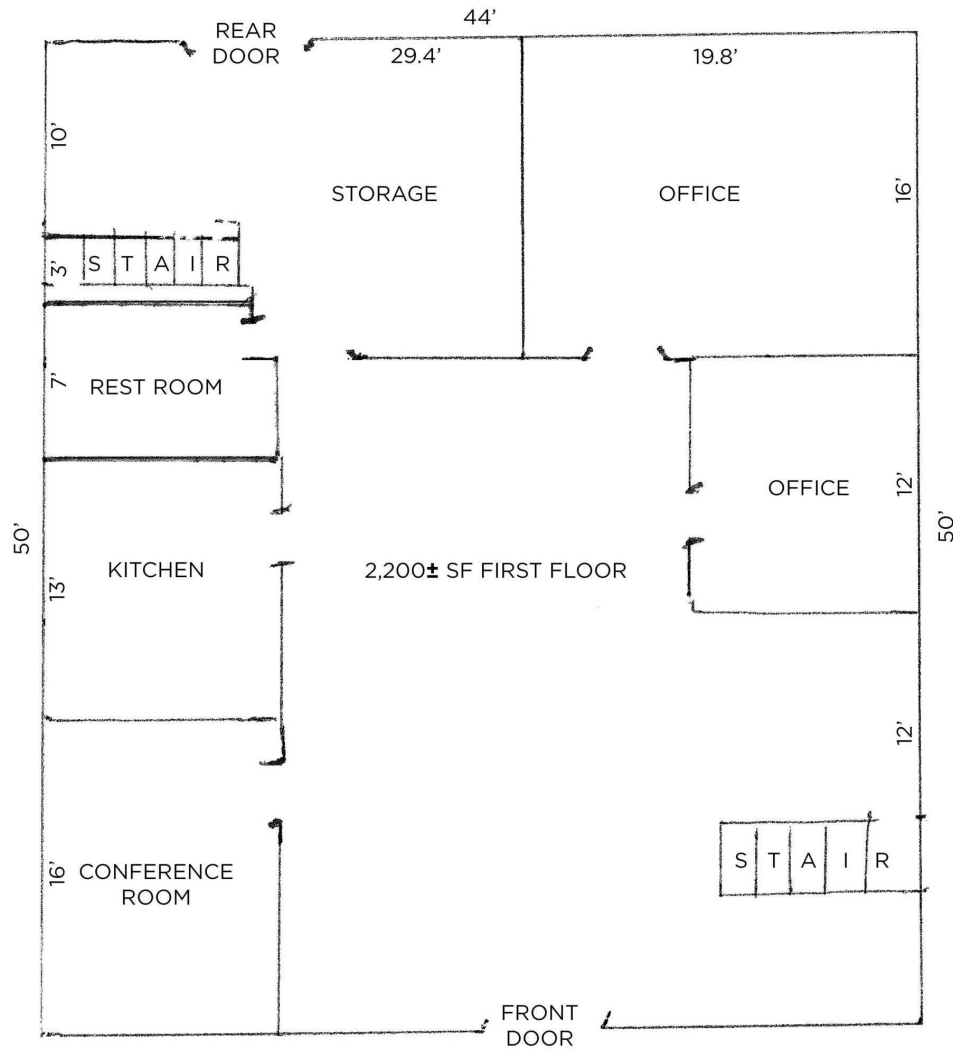 44'
REAR
DOOR
29.4'
19.8'
10'
STORAGE
OFFICE
16'
3'
S T A I R
7'
REST ROOM
OFFICE
12'
50'
50'
13'
KITCHEN
2,200± SF FIRST FLOOR
12'
16'
CONFERENCE
ROOM
S T A I R
FRONT
DOOR